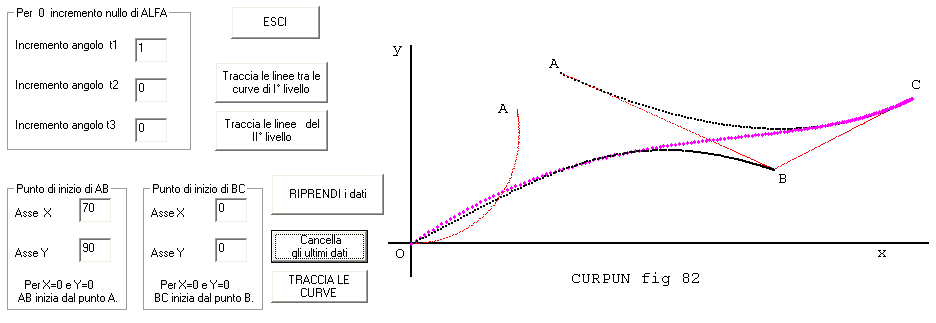 Per 0 incremento nullo di ALFA
Incremento angolo t1
1
Incremento angolo t2
0
Incremento angolo t3
0
ESCI
Traccia le linee tra le
curve di I° livello
Traccia le linee del
II° livello
Punto di inizio di AB
Asse X
70
Asse Y
90
Per X=0 e Y=0
AB inizia dal punto A.
Punto di inizio di BC
Asse X
0
Asse Y
0
Per X=0 e Y=0
BC inizia dal punto B.
RIPRENDI i dati
Cancella
gli ultimi dati
TRACCIA LE
CURVE
y
A
A
C
B
O
x
CURPUN fig 82